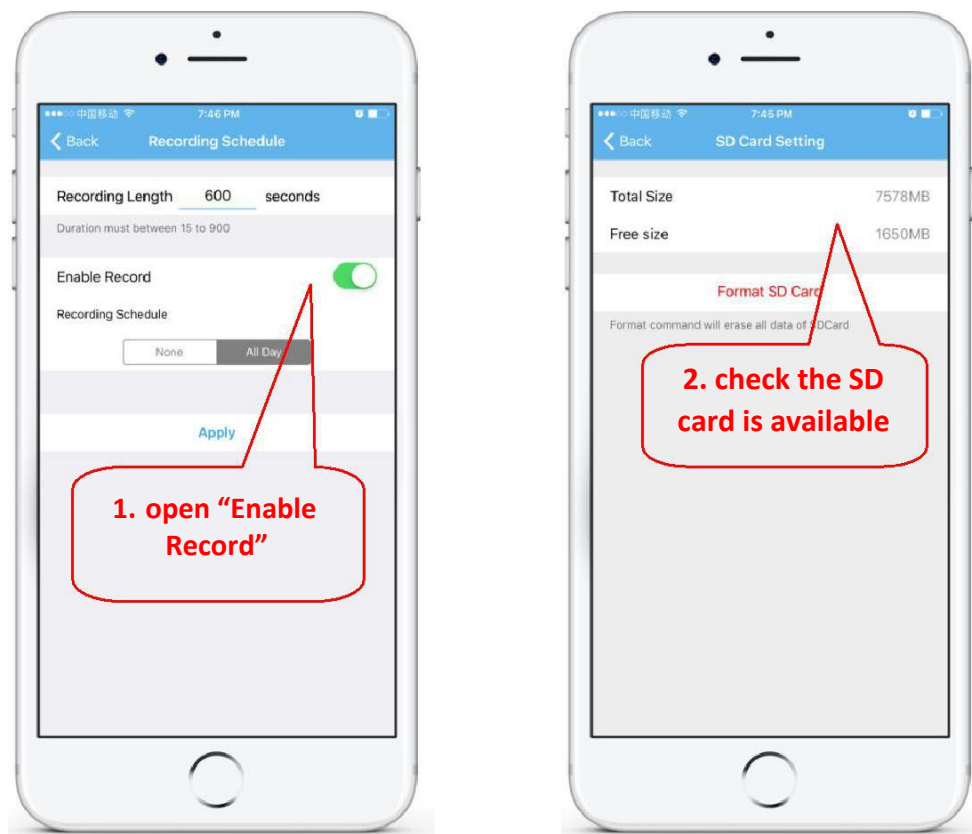 中国移动 7:46 PM
Back Recording Schedule
Recording Length 600 seconds
Duration must between 15 to 900
Enable Record
Recording Schedule
None All Day
Apply
1. open “Enable
Record”
中国移动 7:45 PM
Back SD Card Setting
Total Size 7578MB
Free size 1650MB
Format SD Card
Format command will erase all data of SDCard
2. check the SD
card is available